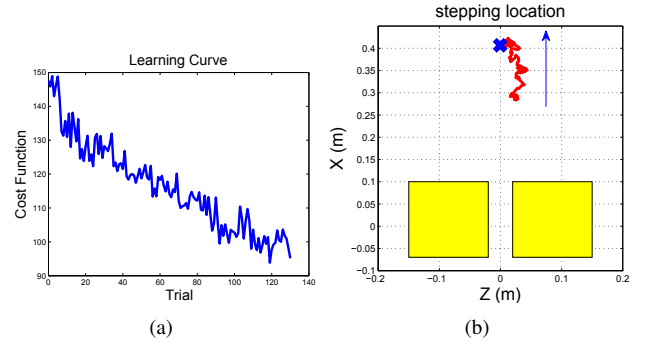 Learning Curve
Cost Function
150
140
130
120
110
100
90
0 20 40 60 80 100 120 140
Trial
(a)
stepping location
X (m)
0.4
0.35
0.3
0.25
0.2
0.15
0.1
0.05
0
−0.05
−0.1
−0.2 −0.1 0 0.1 0.2
Z (m)
(b)